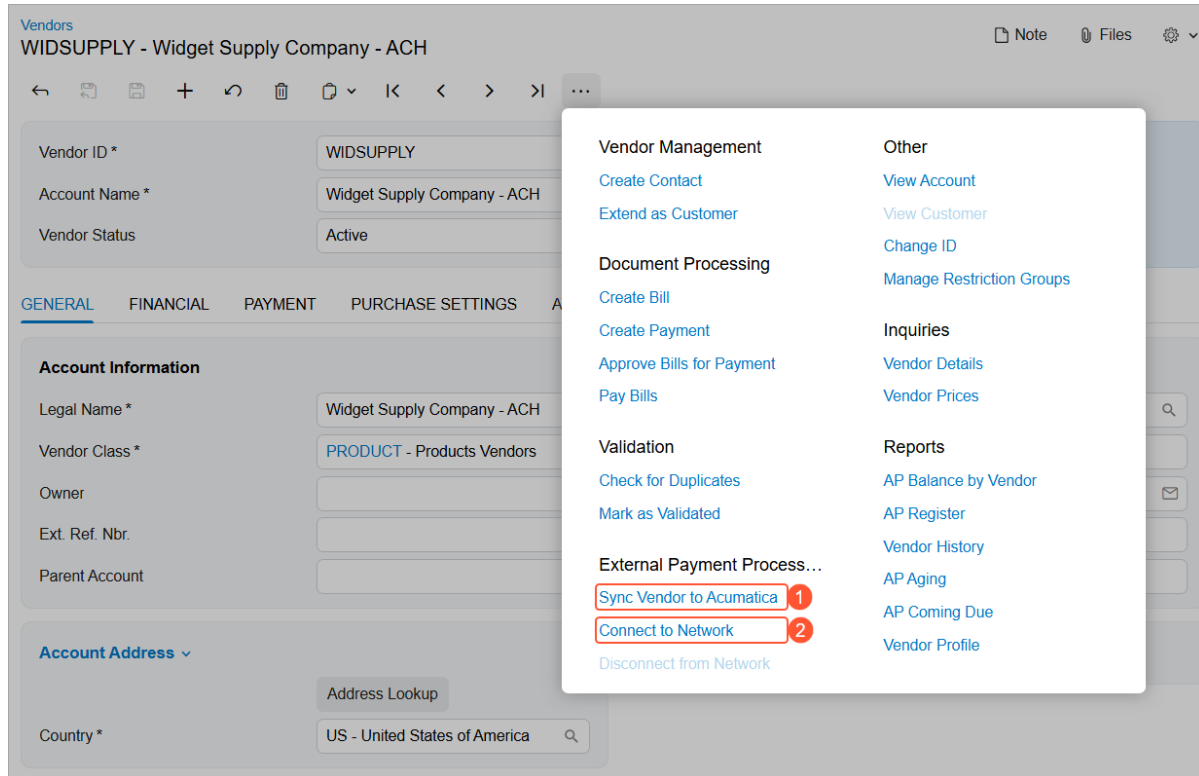 Vendors
WIDSUPPLY - Widget Supply Company - ACH
Note
Files
Vendor ID *
WIDSUPPLY
Account Name *
Widget Supply Company - ACH
Vendor Status
Active
GENERAL
FINANCIAL
PAYMENT
PURCHASE SETTINGS
A
Account Information
Legal Name *
Widget Supply Company - ACH
Vendor Class *
PRODUCT - Products Vendors
Owner
Ext. Ref. Nbr.
Parent Account
Account Address
Address Lookup
Country *
US - United States of America
Vendor Management
Create Contact
Extend as Customer
Document Processing
Create Bill
Create Payment
Approve Bills for Payment
Pay Bills
Validation
Check for Duplicates
Mark as Validated
External Payment Process...
Sync Vendor to Acumatica
1
Connect to Network
2
Disconnect from Network
Other
View Account
View Customer
Change ID
Manage Restriction Groups
Inquiries
Vendor Details
Vendor Prices
Reports
AP Balance by Vendor
AP Register
Vendor History
AP Aging
AP Coming Due
Vendor Profile